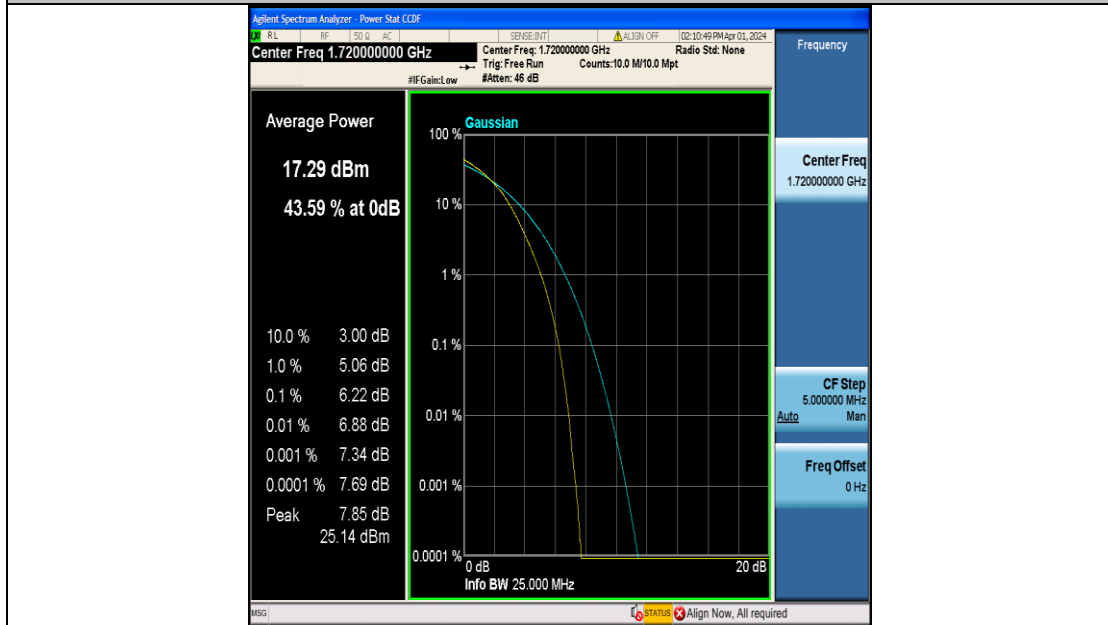 Agilent Spectrum Analyzer - Power Stat CCDF
RL RF 50 Ω AC SENSE:INT ALIGN OFF 02:10:49 PM Apr 01, 2024
Center Freq 1.720000000 GHz
Center Freq: 1.720000000 GHz Radio Std: None
Trig: Free Run Counts:10.0 M/10.0 Mpt
#IFGain:Low #Atten: 46 dB
Frequency
Average Power
17.29 dBm
43.59 % at 0dB
10.0 % 3.00 dB
1.0 % 5.06 dB
0.1 % 6.22 dB
0.01 % 6.88 dB
0.001 % 7.34 dB
0.0001 % 7.69 dB
Peak 7.85 dB
25.14 dBm
Gaussian
100 %
10 %
1 %
0.1 %
0.01 %
0.001 %
0.0001 %
0 dB 20 dB
Info BW 25.000 MHz
Center Freq
1.720000000 GHz
CF Step
5.000000 MHz
Auto Man
Freq Offset
0 Hz
MSG STATUS Align Now, All required